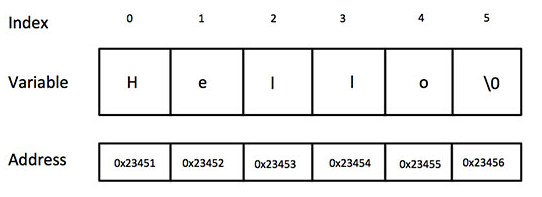 Index 0 1 2 3 4 5
Variable H e l l o \0
Address 0x23451 0x23452 0x23453 0x23454 0x23455 0x23456